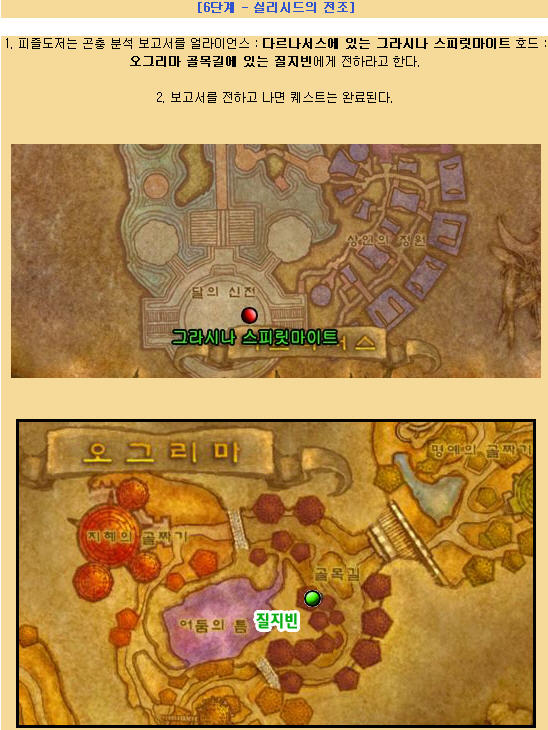 [6단계 - 실리시드의 전조]
1. 피즐도저는 곤충 분석 보고서를 얼라이언스 : 다르나서스에 있는 그라시나 스피릿마이트 호드 :
오그리마 골목길에 있는 질지빈에게 전하라고 한다.
2. 보고서를 전하고 나면 퀘스트는 완료된다.
상인의 정원
달의 신전
그라시나 스피릿마이트
오그리마
명예의 골짜기
지혜의 골짜기
골목길
어둠의 틈
질지빈